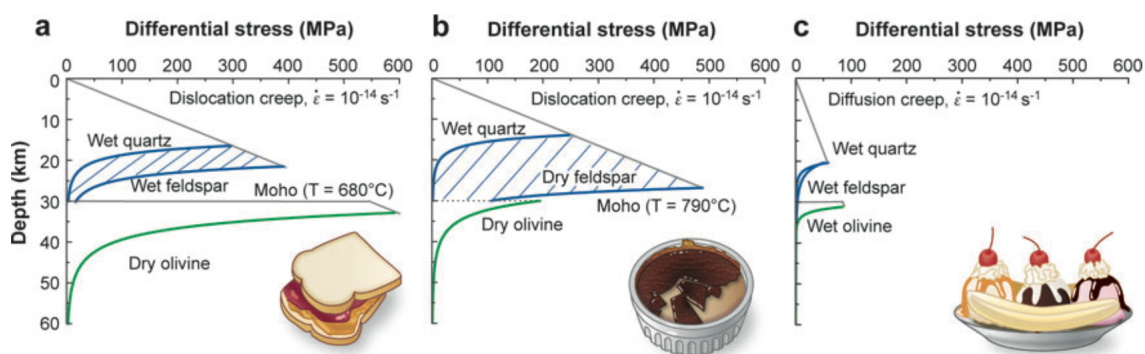 a
Differential stress (MPa)
0 100 200 300 400 500 600
Depth (km)
0
10
20
30
40
50
60
Dislocation creep, ε̇ = 10⁻¹⁴ s⁻¹
Wet quartz
Wet feldspar
Moho (T = 680°C)
Dry olivine
b
Differential stress (MPa)
0 100 200 300 400 500 600
Dislocation creep, ε̇ = 10⁻¹⁴ s⁻¹
Wet quartz
Dry feldspar
Moho (T = 790°C)
Dry olivine
c
Differential stress (MPa)
0 100 200 300 400 500 600
Diffusion creep, ε̇ = 10⁻¹⁴ s⁻¹
Wet quartz
Wet feldspar
Wet olivine